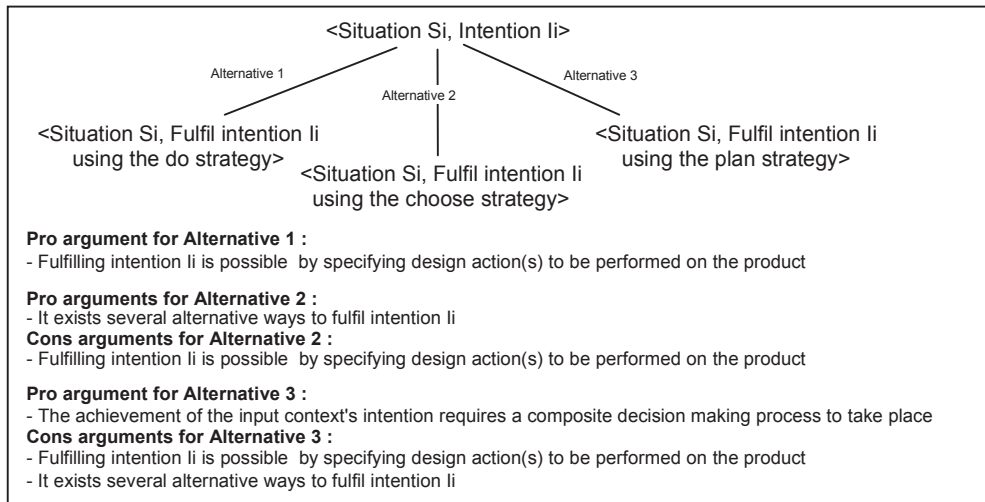 <Situation Si, Intention Ii>
Alternative 1
Alternative 2
Alternative 3
<Situation Si, Fulfil intention Ii
using the do strategy>
<Situation Si, Fulfil intention Ii
using the choose strategy>
<Situation Si, Fulfil intention Ii
using the plan strategy>
Pro argument for Alternative 1 :
- Fulfilling intention Ii is possible by specifying design action(s) to be performed on the product
Pro arguments for Alternative 2 :
- It exists several alternative ways to fulfil intention Ii
Cons arguments for Alternative 2 :
- Fulfilling intention Ii is possible by specifying design action(s) to be performed on the product
Pro argument for Alternative 3 :
- The achievement of the input context's intention requires a composite decision making process to take place
Cons arguments for Alternative 3 :
- Fulfilling intention Ii is possible by specifying design action(s) to be performed on the product
- It exists several alternative ways to fulfil intention Ii